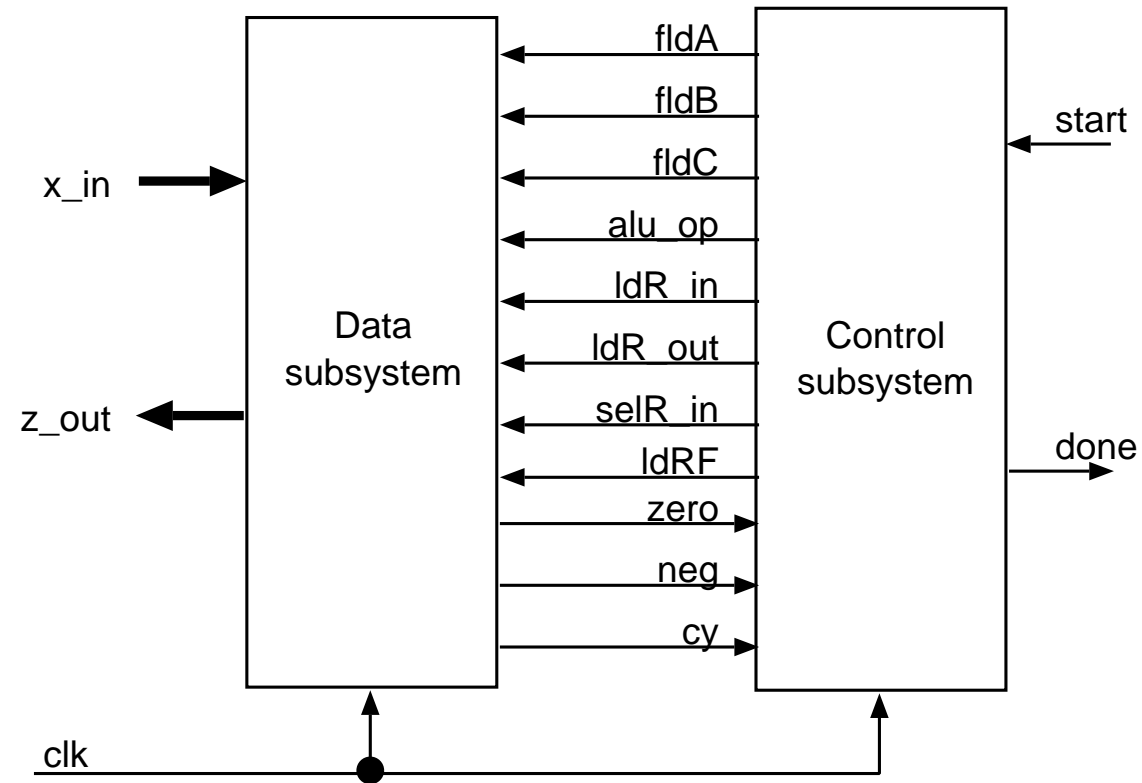 fldA
fldB
start
fldC
x_in
alu_op
ldR_in
Data
subsystem
Control
subsystem
ldR_out
selR_in
z_out
done
ldRF
zero
neg
cy
clk